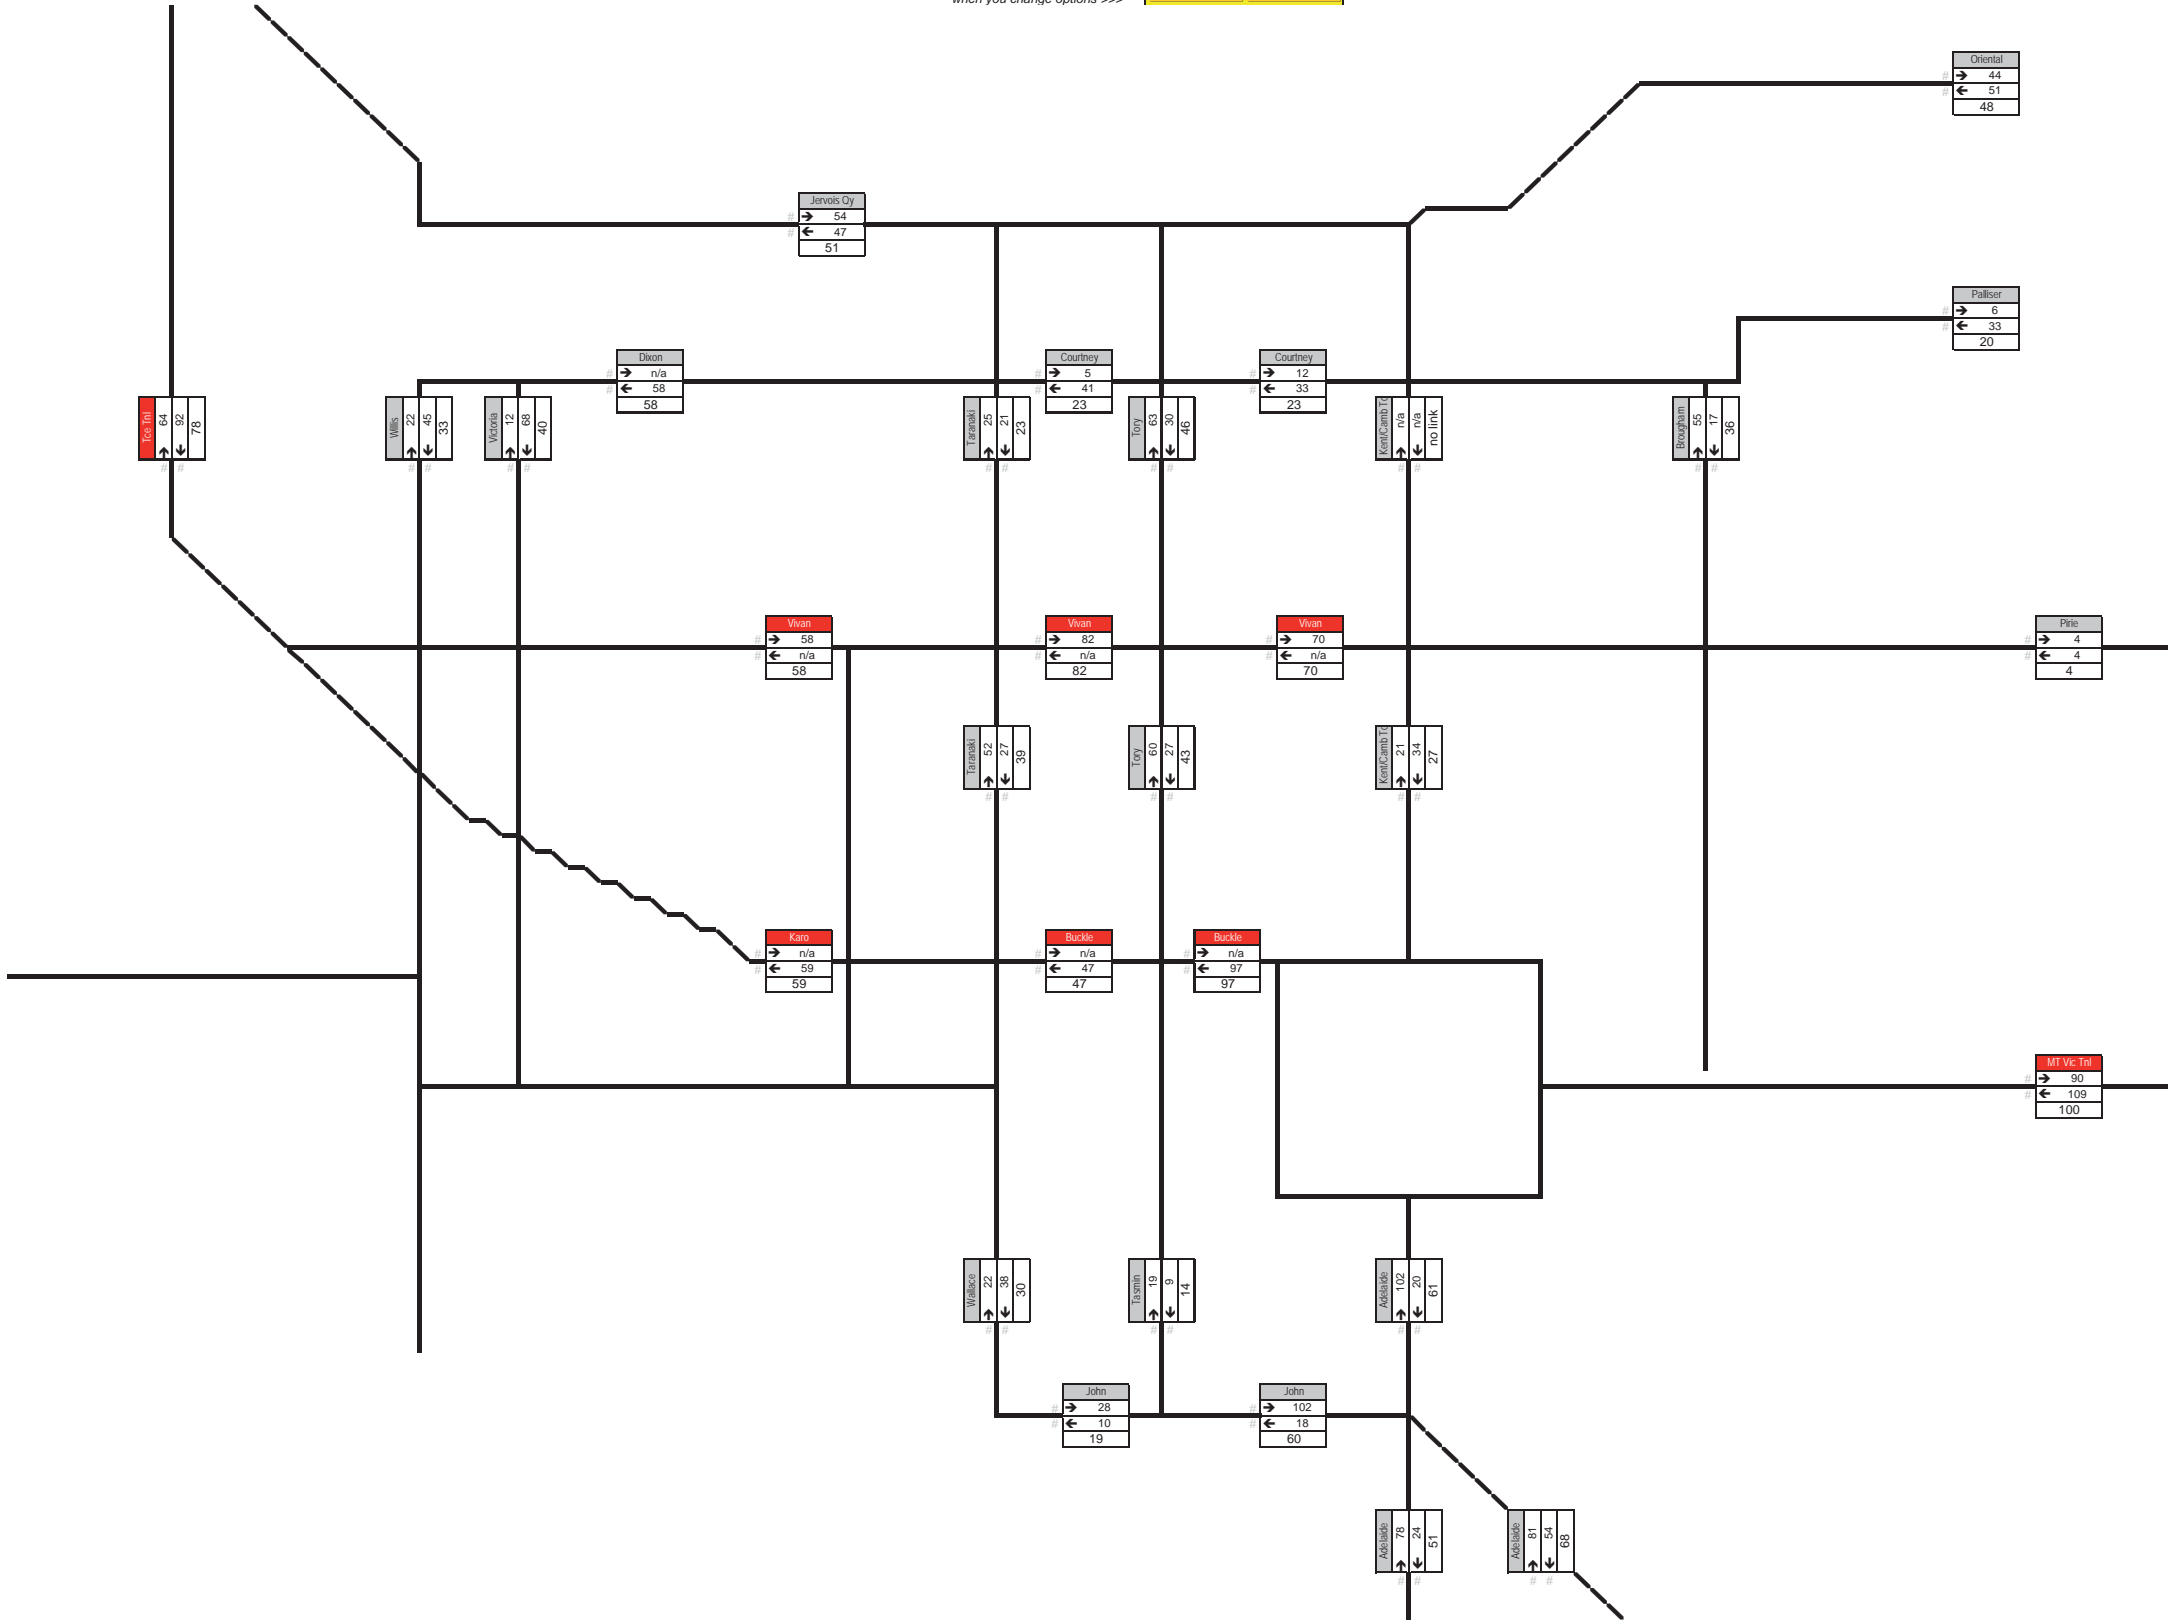 when you change options >>>
Oriental
# → 44
# ← 51
48
Jervois Qy
# → 54
# ← 47
51
Palliser
# → 6
# ← 33
20
Dixon
# → n/a
# ← 58
58
Courtney
# → 5
# ← 41
23
Courtney
# → 12
# ← 33
23
Tce Tnl
# ↑ 64
# ↓ 92
78
Willis
# ↑ 22
# ↓ 45
33
Victoria
# ↑ 12
# ↓ 68
40
Taranaki
# ↑ 25
# ↓ 21
23
Tory
# ↑ 63
# ↓ 30
46
Kent/Camb Tc
# ↑ n/a
# ↓ n/a
no link
Brougham
# ↑ 55
# ↓ 17
36
Vivan
# → 58
# ← n/a
58
Vivan
# → 82
# ← n/a
82
Vivan
# → 70
# ← n/a
70
Pirie
# → 4
# ← 4
4
Taranaki
# ↑ 52
# ↓ 27
39
Tory
# ↑ 60
# ↓ 27
43
Kent/Camb Tc
# ↑ 21
# ↓ 34
27
Karo
# → n/a
# ← 59
59
Buckle
# → n/a
# ← 47
47
Buckle
# → n/a
# ← 97
97
MT Vic Tnl
# → 90
# ← 109
100
Wallace
# ↑ 22
# ↓ 38
30
Tasmin
# ↑ 19
# ↓ 9
14
Adelaide
# ↑ 102
# ↓ 20
61
John
# → 28
# ← 10
19
John
# → 102
# ← 18
60
Adelaide
# ↑ 78
# ↓ 24
51
Adelaide
# ↑ 81
# ↓ 54
68